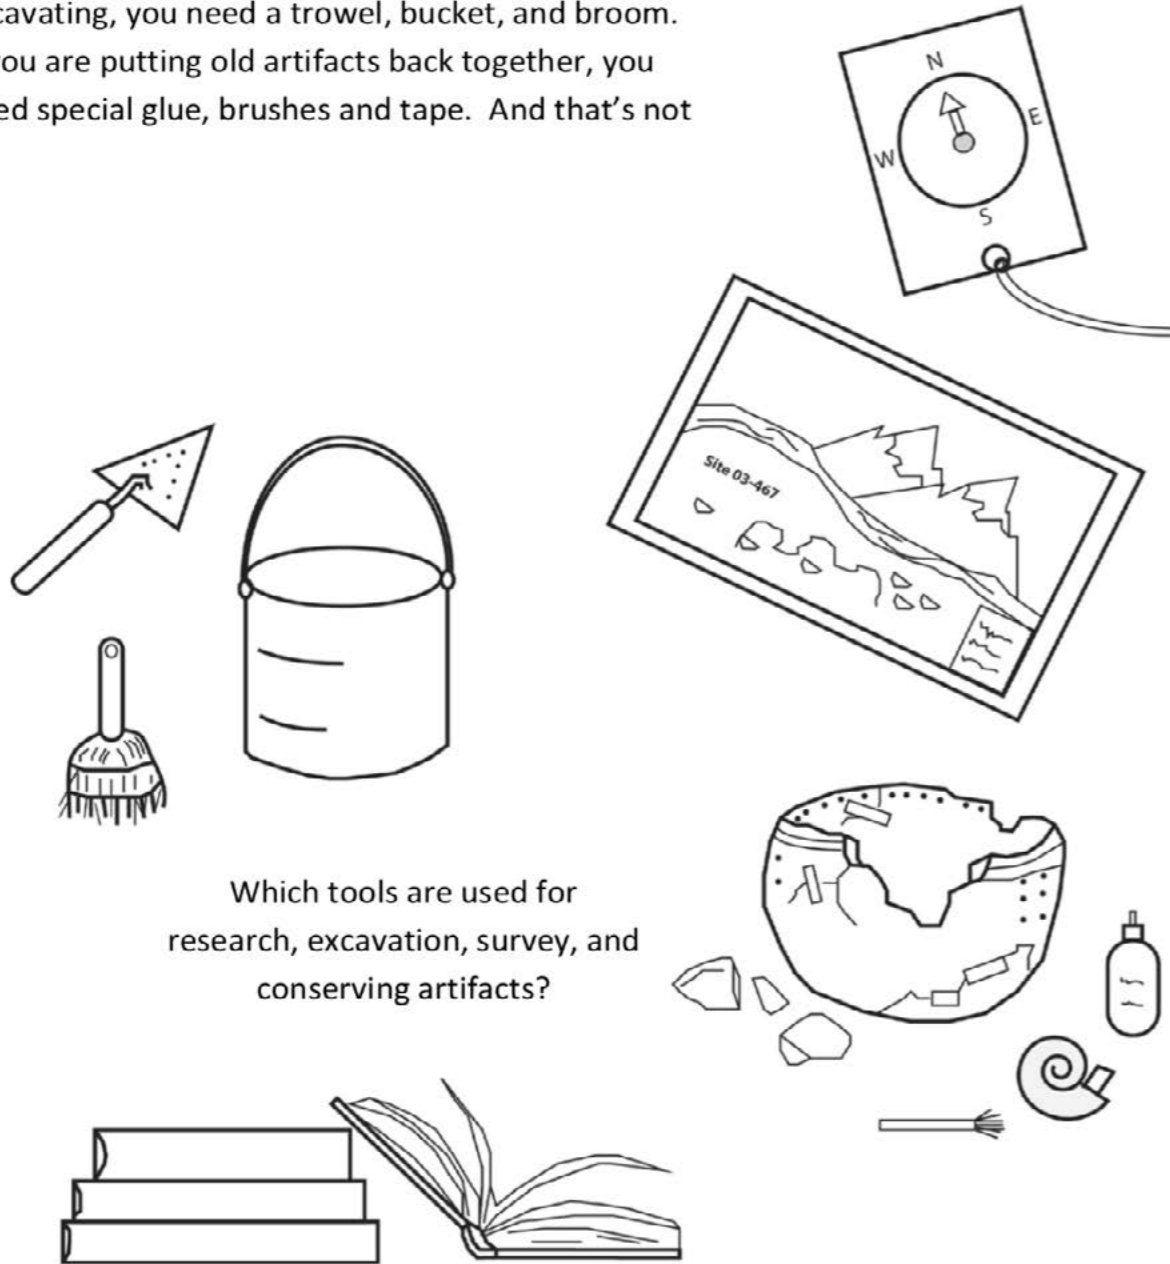 cavating, you need a trowel, bucket, and broom.
ou are putting old artifacts back together, you
ed special glue, brushes and tape.  And that's not
N
E
W
S
Site 03-467
Which tools are used for
research, excavation, survey, and
conserving artifacts?